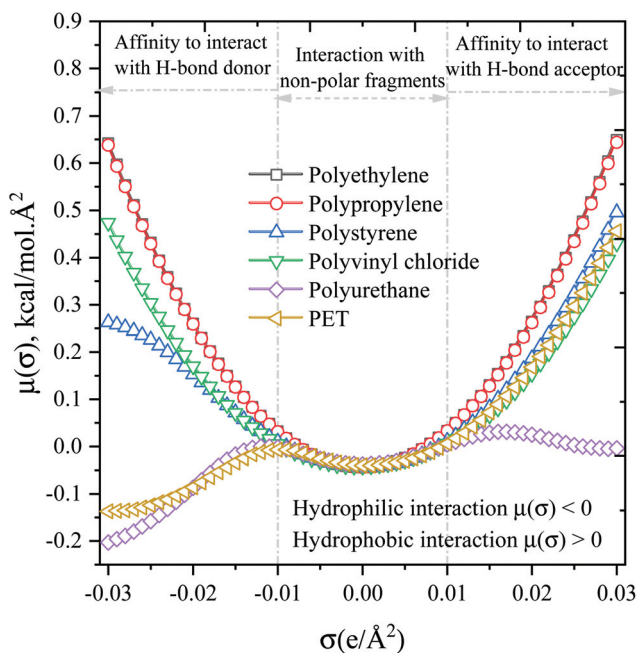 Affinity to interact
with H-bond donor
Interaction with
non-polar fragments
Affinity to interact
with H-bond acceptor
0.9
0.8
0.7
0.6
0.5
0.4
0.3
0.2
0.1
0.0
-0.1
-0.2
μ(σ), kcal/mol.Å²
Polyethylene
Polypropylene
Polystyrene
Polyvinyl chloride
Polyurethane
PET
Hydrophilic interaction μ(σ) < 0
Hydrophobic interaction μ(σ) > 0
-0.03 -0.02 -0.01 0.00 0.01 0.02 0.03
σ(e/Å²)